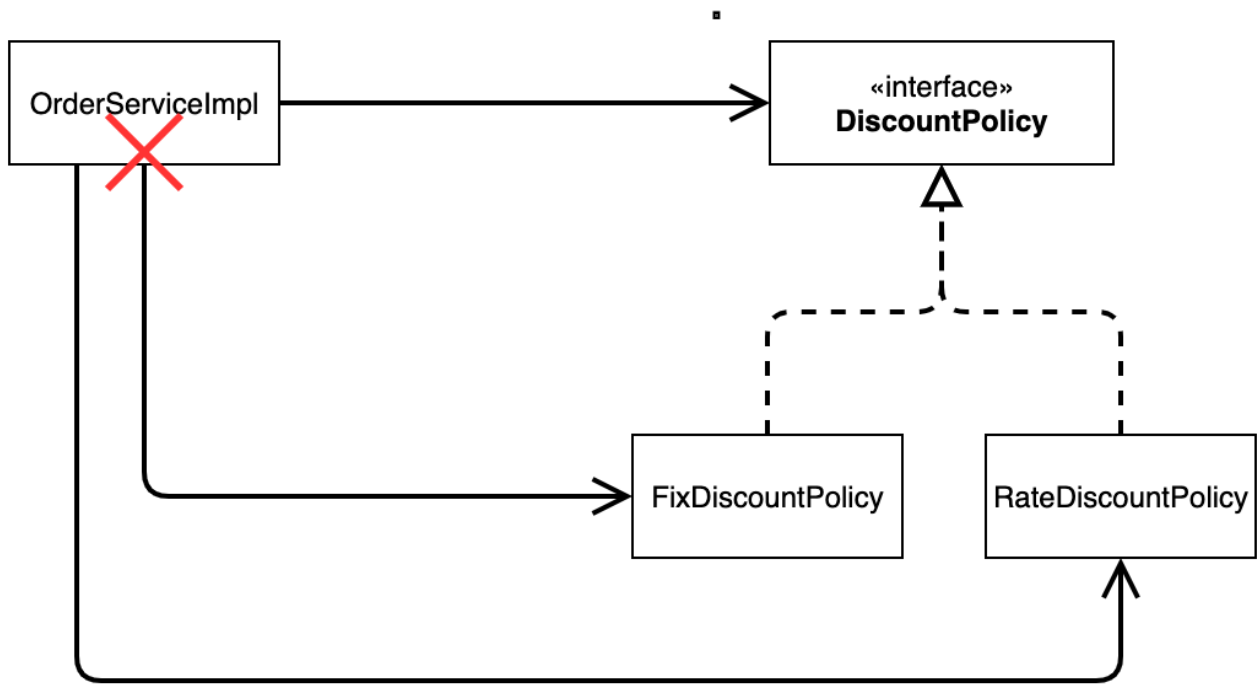 OrderServiceImpl
«interface»
DiscountPolicy
FixDiscountPolicy
RateDiscountPolicy